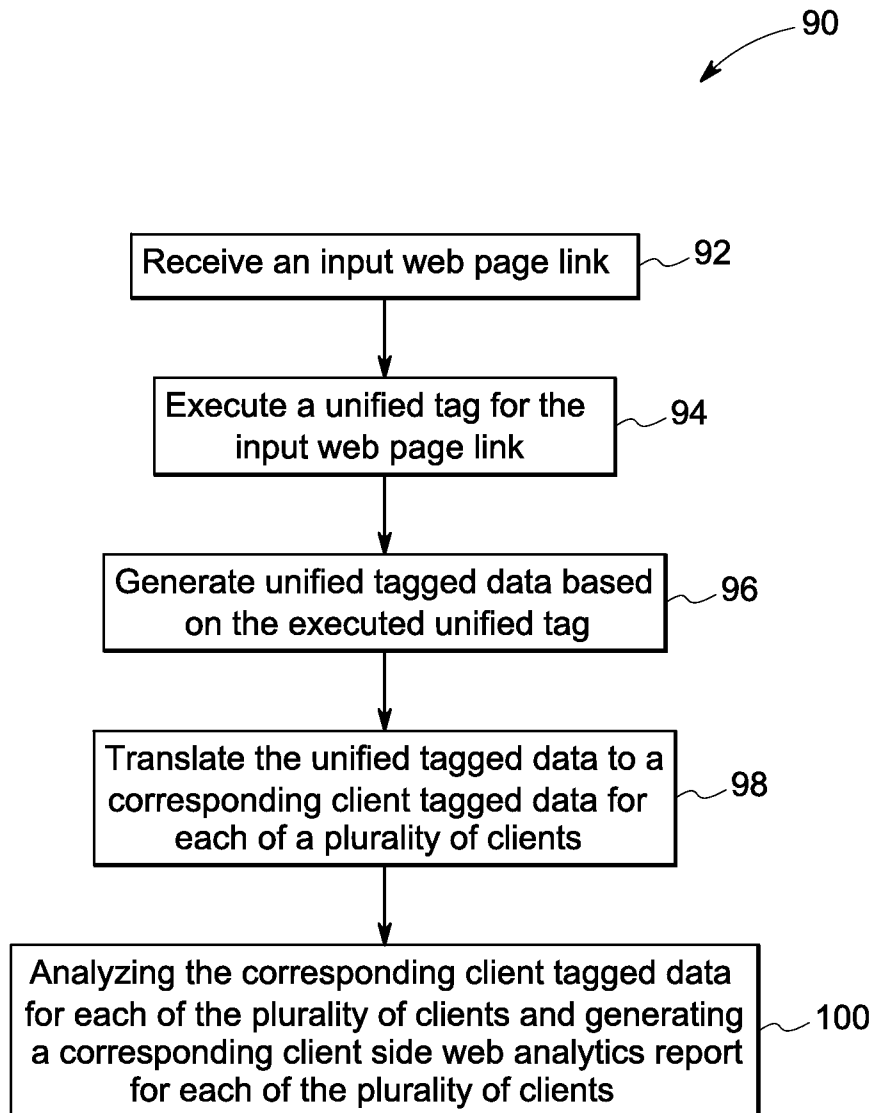 90
Receive an input web page link
92
Execute a unified tag for the
input web page link
94
Generate unified tagged data based
on the executed unified tag
96
Translate the unified tagged data to a
corresponding client tagged data for
each of a plurality of clients
98
Analyzing the corresponding client tagged data
for each of the plurality of clients and generating
a corresponding client side web analytics report
for each of the plurality of clients
100